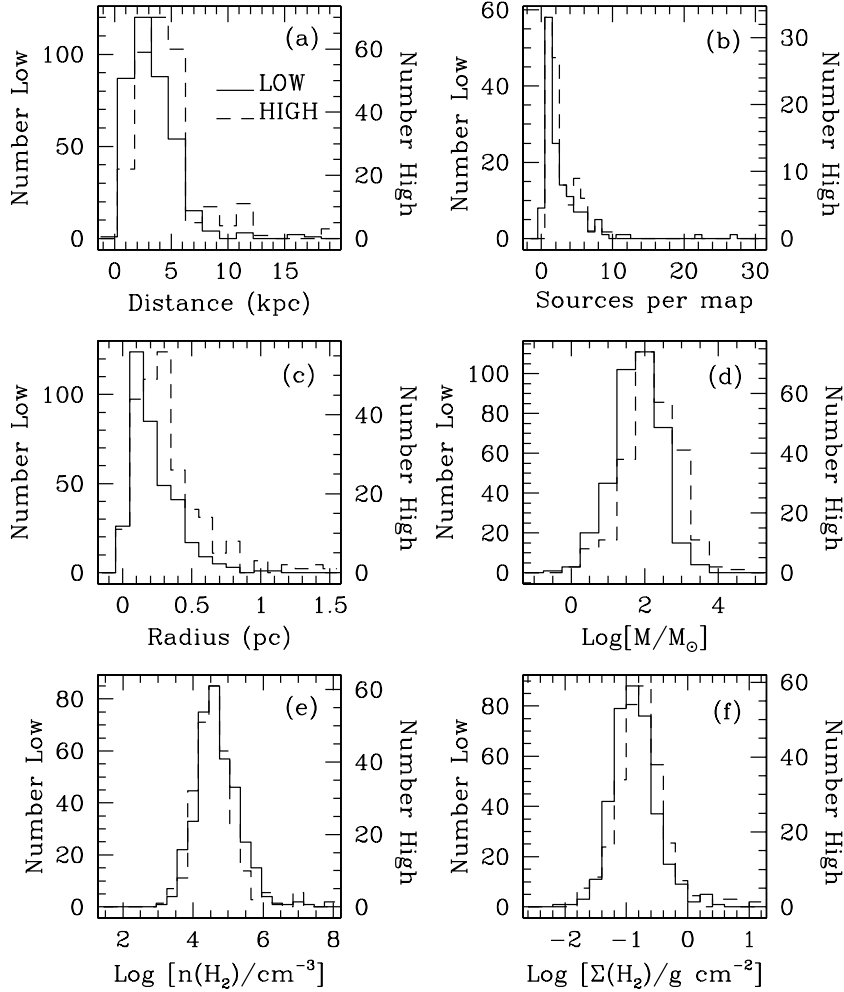 (a)
LOW
HIGH
Number Low
Number High
0
50
100
0
20
40
60
0
5
10
15
Distance (kpc)
(b)
Number Low
Number High
0
20
40
60
0
10
20
30
0
10
20
30
Sources per map
(c)
Number Low
Number High
0
50
100
0
20
40
0
0.5
1
1.5
Radius (pc)
(d)
Number Low
Number High
0
20
40
60
80
100
0
20
40
60
0
2
4
Log[M/M⊙]
(e)
Number Low
Number High
0
20
40
60
80
0
20
40
60
2
4
6
8
Log [n(H₂)/cm⁻³]
(f)
Number Low
Number High
0
20
40
60
80
0
20
40
60
−2
−1
0
1
Log [Σ(H₂)/g cm⁻²]